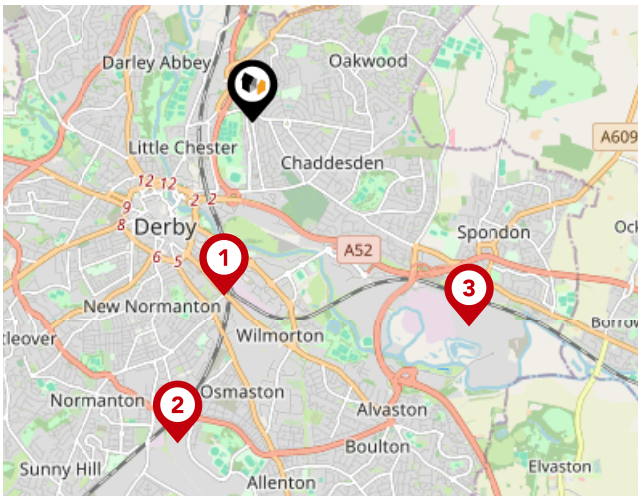 Darley Abbey
Oakwood
A609
Little Chester
Chaddesden
12 12
9
2 2
8
Derby
Spondon
Ock
6 5
A52
1
3
New Normanton
Wilmorton
Borrow
tleover
Normanton
2
Osmaston
Alvaston
Boulton
Sunny Hill
Elvaston
Allenton